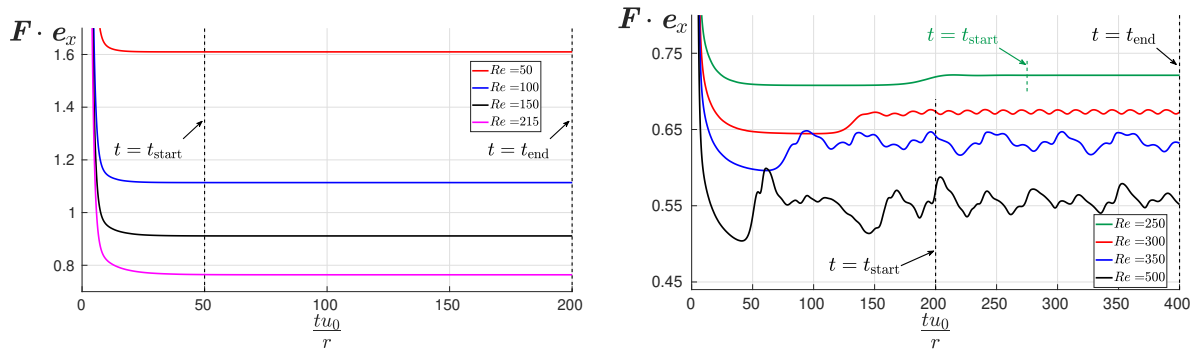 F · e_x
1.6
1.4
1.2
1
0.8
0
50
100
150
200
tu_0
r
Re =50
Re =100
Re =150
Re =215
t = t_start
t = t_end
F · e_x
0.75
0.65
0.55
0.45
0
50
100
150
200
250
300
350
400
tu_0
r
t = t_start
t = t_end
t = t_start
Re =250
Re =300
Re =350
Re =500